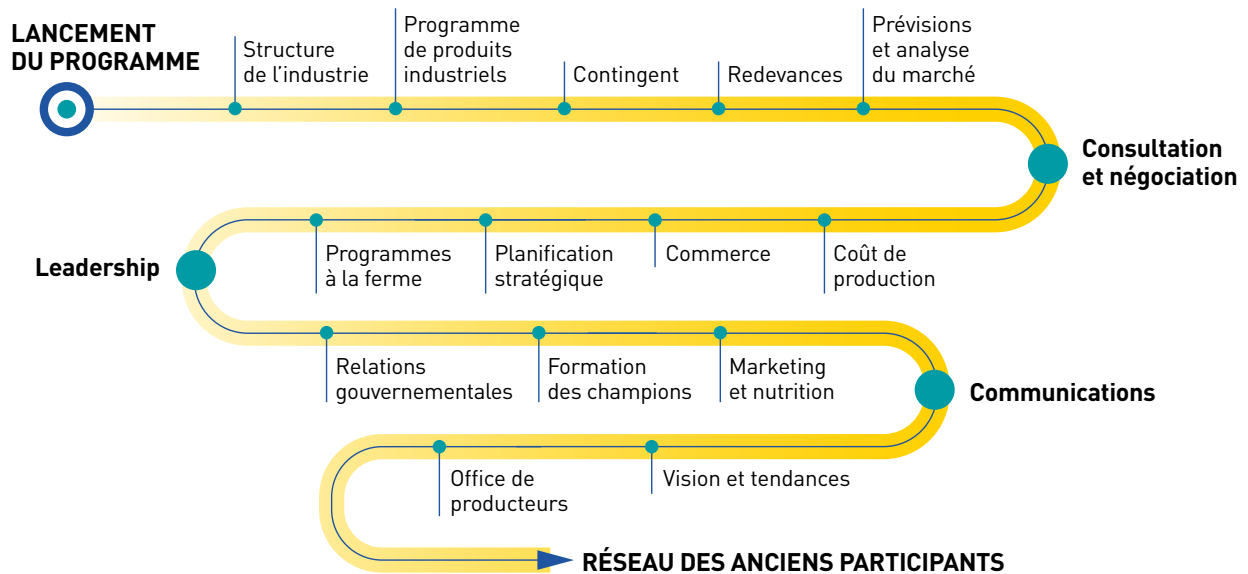 LANCEMENT
DU PROGRAMME
Structure
de l’industrie
Programme
de produits
industriels
Contingent
Redevances
Prévisions
et analyse
du marché
Consultation
et négociation
Coût de
production
Commerce
Planification
stratégique
Programmes
à la ferme
Leadership
Relations
gouvernementales
Formation
des champions
Marketing
et nutrition
Communications
Vision et tendances
Office de
producteurs
RÉSEAU DES ANCIENS PARTICIPANTS